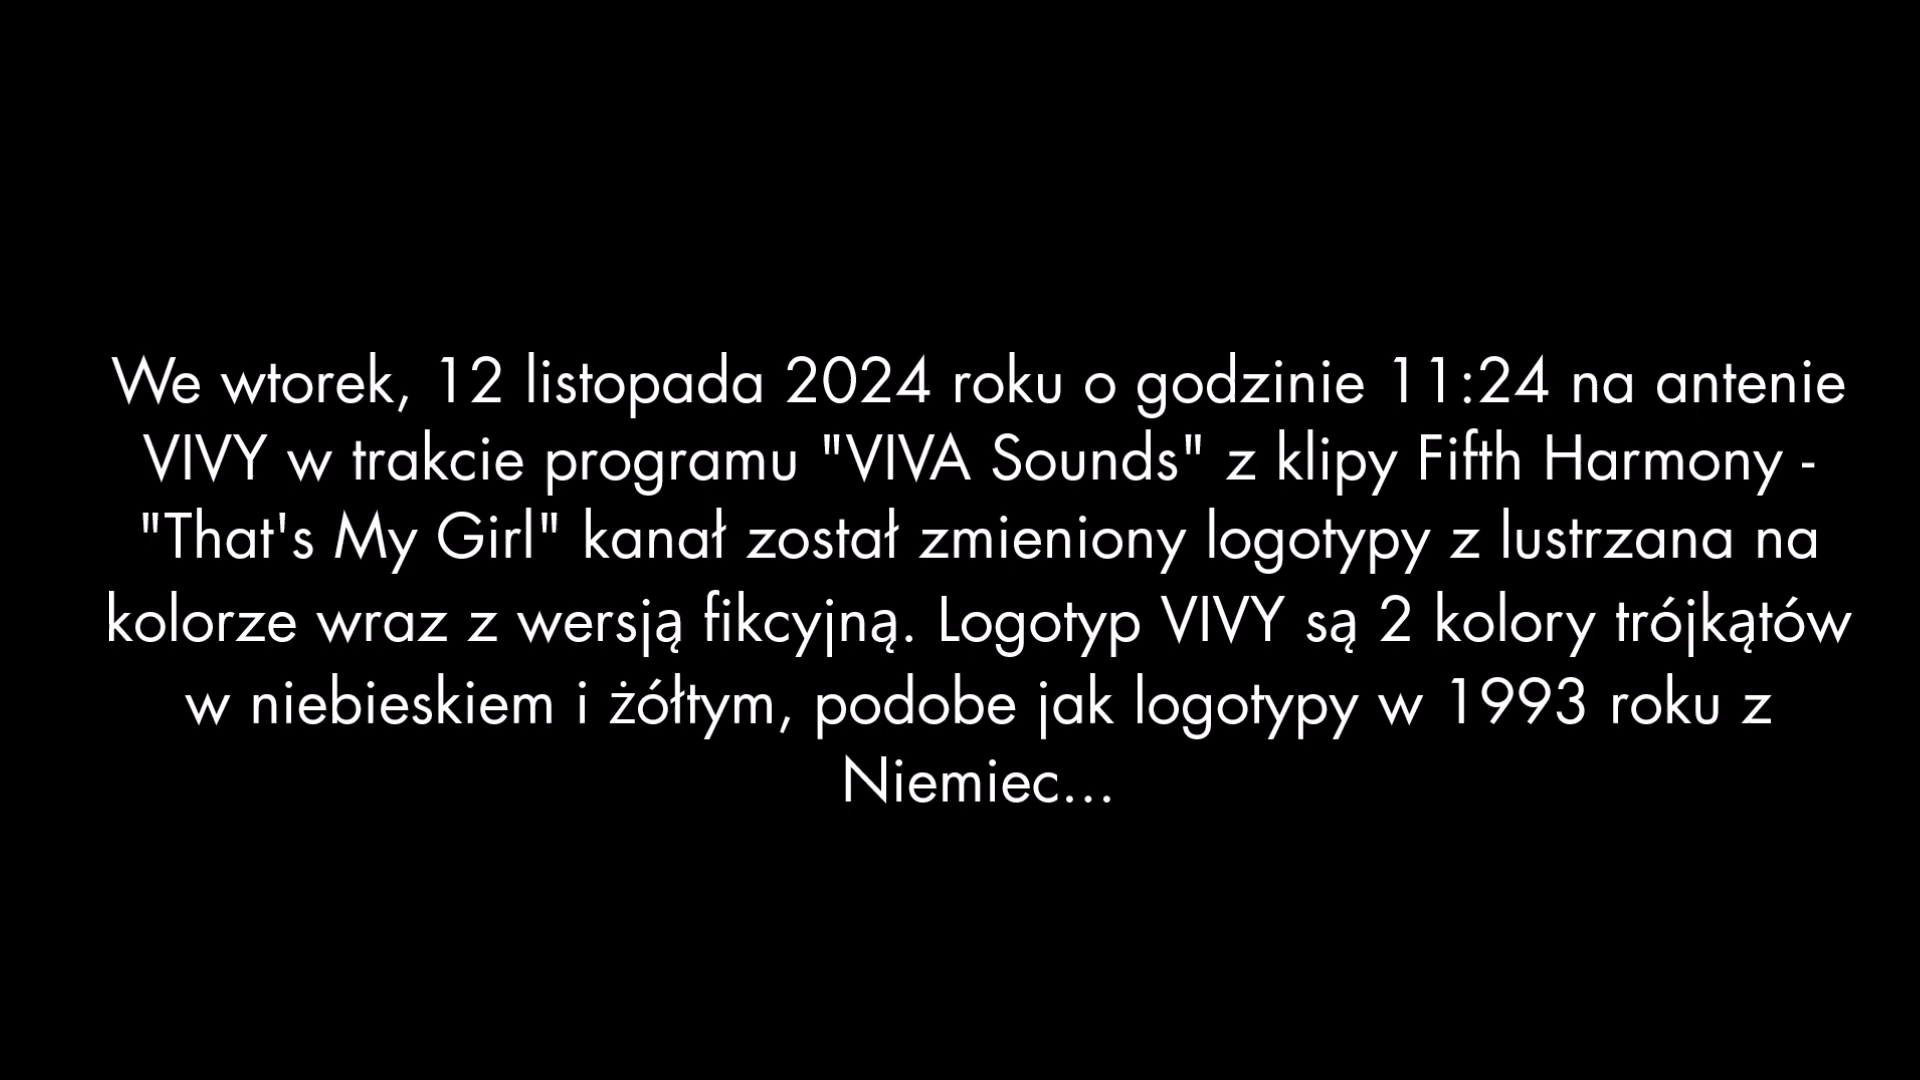 We wtorek, 12 listopada 2024 roku o godzinie 11:24 na antenie
VIVY w trakcie programu "VIVA Sounds" z klipy Fifth Harmony -
"That's My Girl" kanał został zmieniony logotypy z lustrzana na
kolorze wraz z wersją fikcyjną. Logotyp VIVY są 2 kolory trójkątów
w niebieskiem i żółtym, podobe jak logotypy w 1993 roku z
Niemiec...